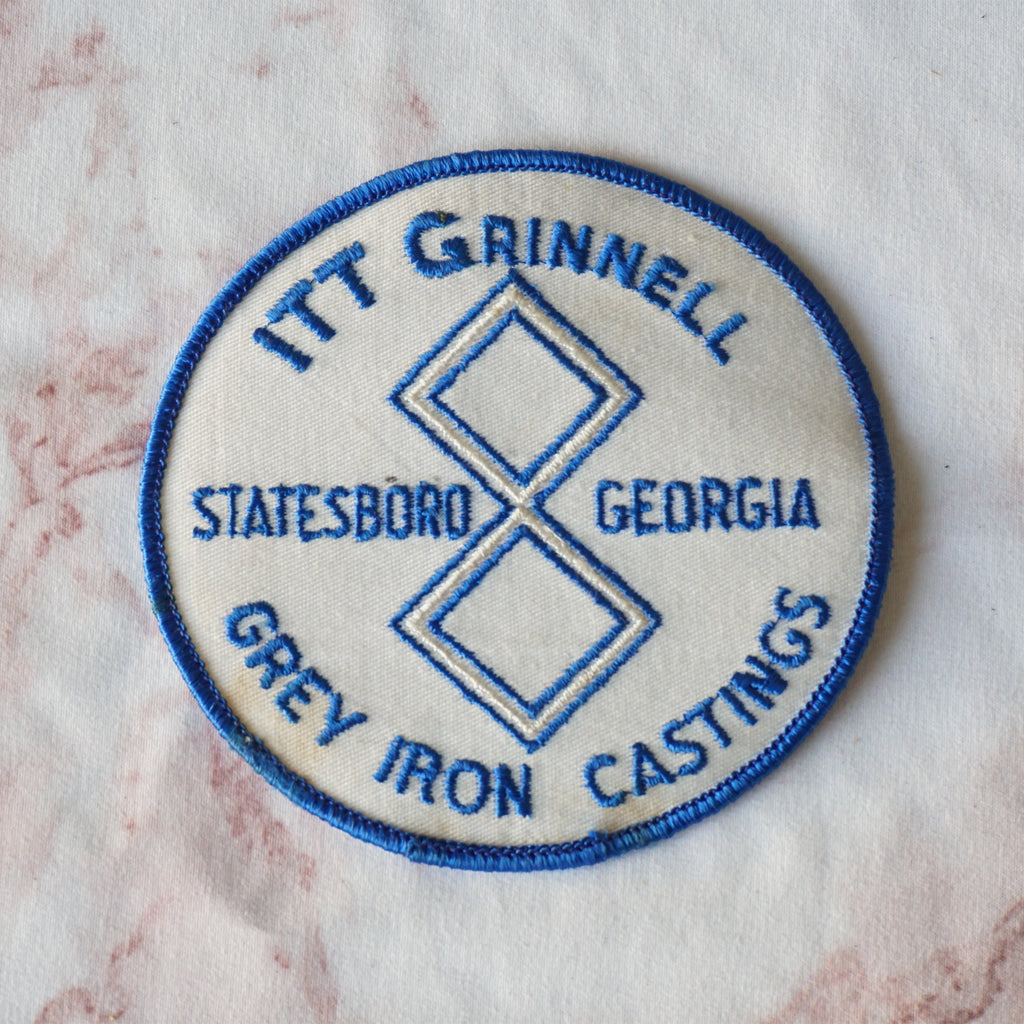 ITT GRINNELL
STATESBORO GEORGIA
GREY IRON CASTINGS